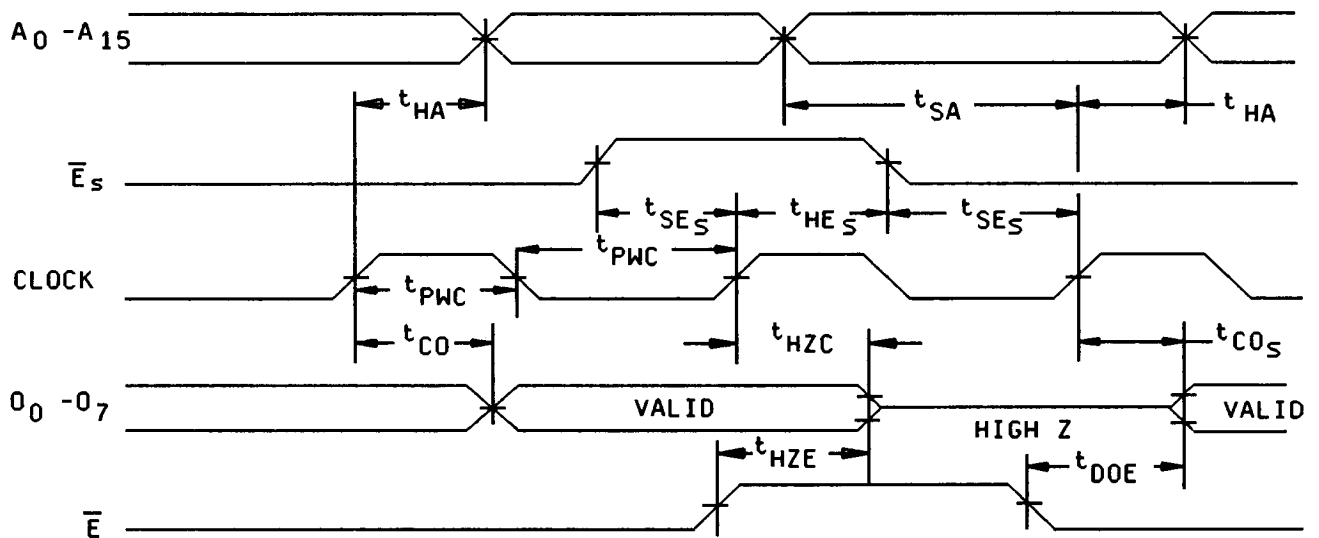 A0 -A15
tHA
tSA
tHA
E̅S
tSES
tHES
tSES
tPWC
CLOCK
tPWC
tCO
tHZC
tCOS
O0 -O7
VALID
HIGH Z
VALID
tHZE
tDOE
E̅